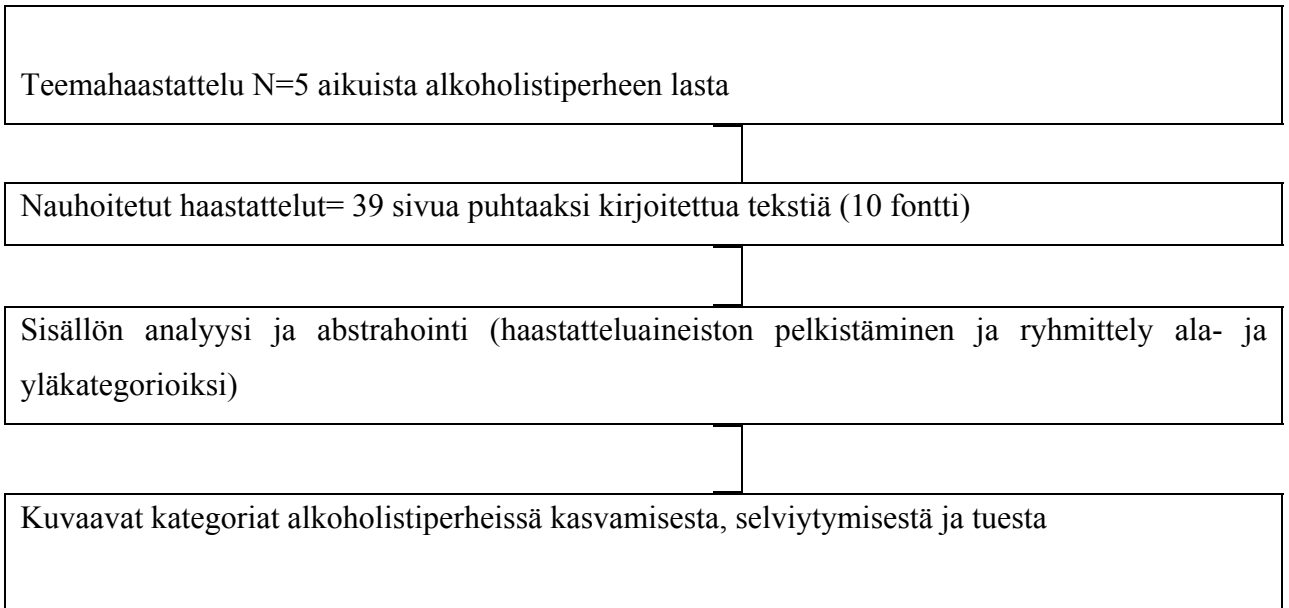 Teemahaastattelu N=5 aikuista alkoholistiperheen lasta
Nauhoitetut haastattelut= 39 sivua puhtaaksi kirjoitettua tekstiä (10 fontti)
Sisällön analyysi ja abstrahointi (haastatteluaineiston pelkistäminen ja ryhmittely ala- ja
yläkategorioiksi)
Kuvaavat kategoriat alkoholistiperheissä kasvamisesta, selviytymisestä ja tuesta